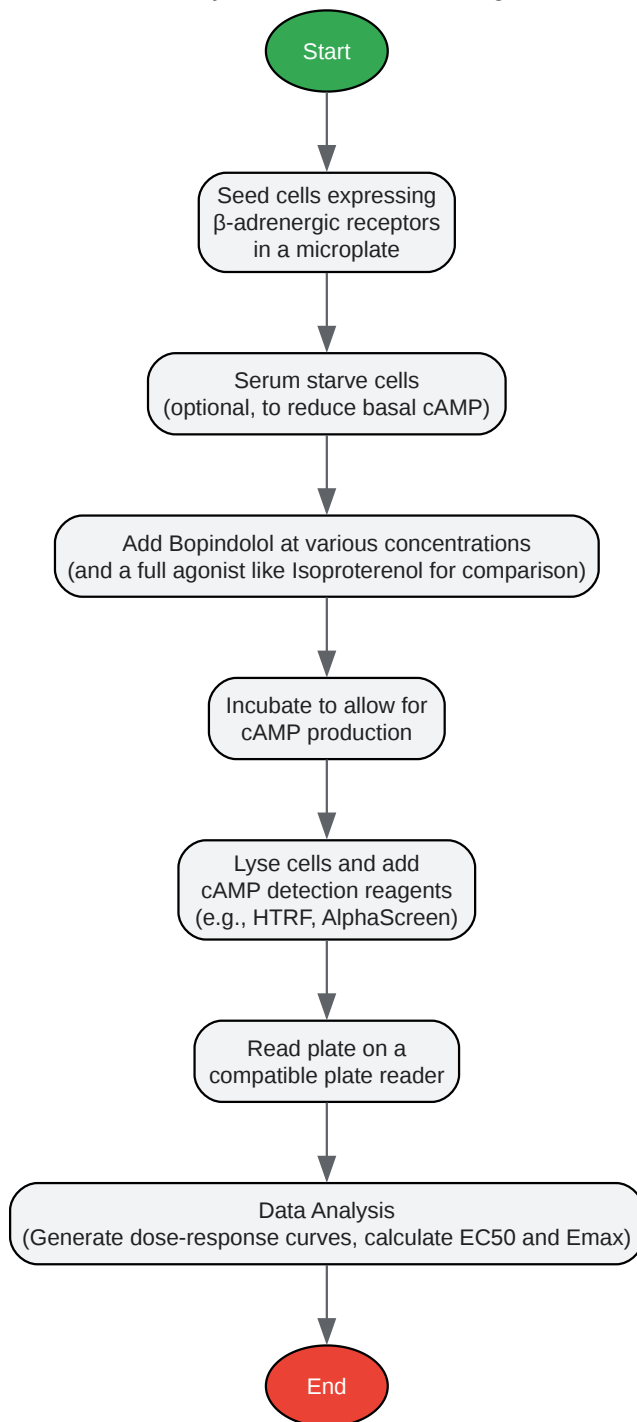 Start
Seed cells expressing
β-adrenergic receptors
in a microplate
Serum starve cells
(optional, to reduce basal cAMP)
Add Bopindolol at various concentrations
(and a full agonist like Isoproterenol for comparison)
Incubate to allow for
cAMP production
Lyse cells and add
cAMP detection reagents
(e.g., HTRF, AlphaScreen)
Read plate on a
compatible plate reader
Data Analysis
(Generate dose-response curves, calculate EC50 and Emax)
End